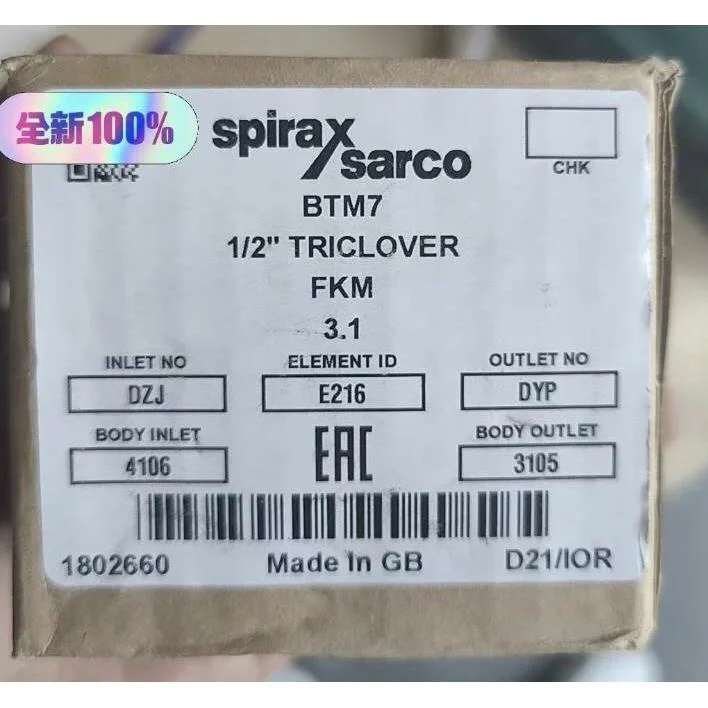 全新100%
spirax
sarco
CHK
BTM7
1/2" TRICLOVER
FKM
3.1
INLET NO
ELEMENT ID
OUTLET NO
DZJ
E216
DYP
BODY INLET
BODY OUTLET
4106
EAC
3105
1802660
Made In GB
D21/IOR